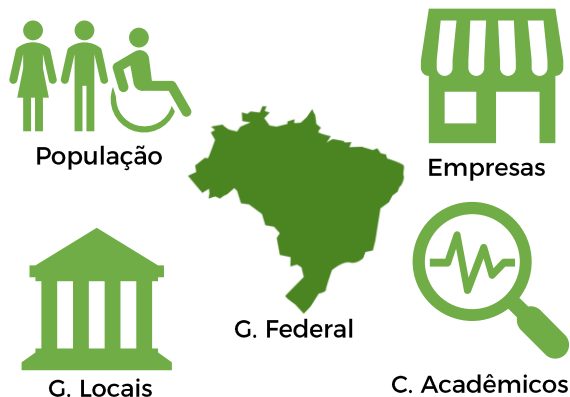 População
Empresas
G. Federal
G. Locais
C. Acadêmicos